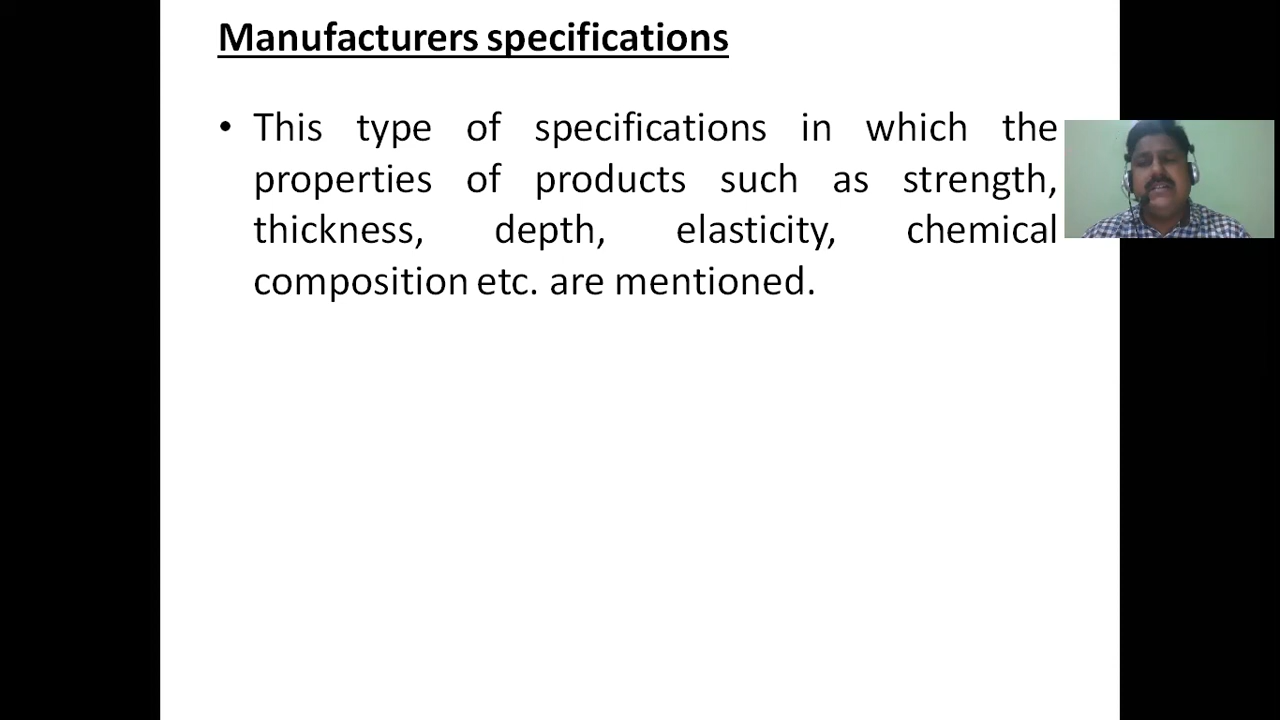 Manufacturers specifications
• This type of specifications in which the
properties of products such as strength,
thickness, depth, elasticity, chemical
composition etc. are mentioned.